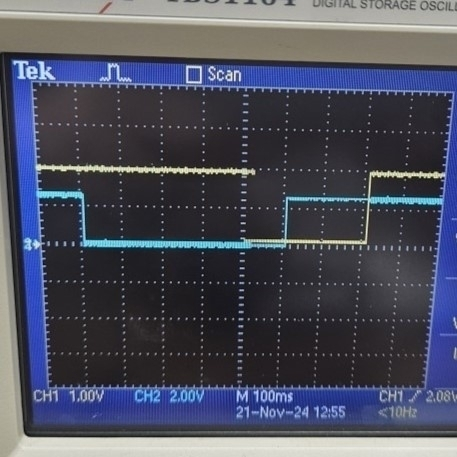 DIGITAL STORAGE OSCILL
Tek Scan
CH1 1.00V CH2 2.00V M 100ms CH1 2.08V
21-Nov-24 12:55 <10Hz